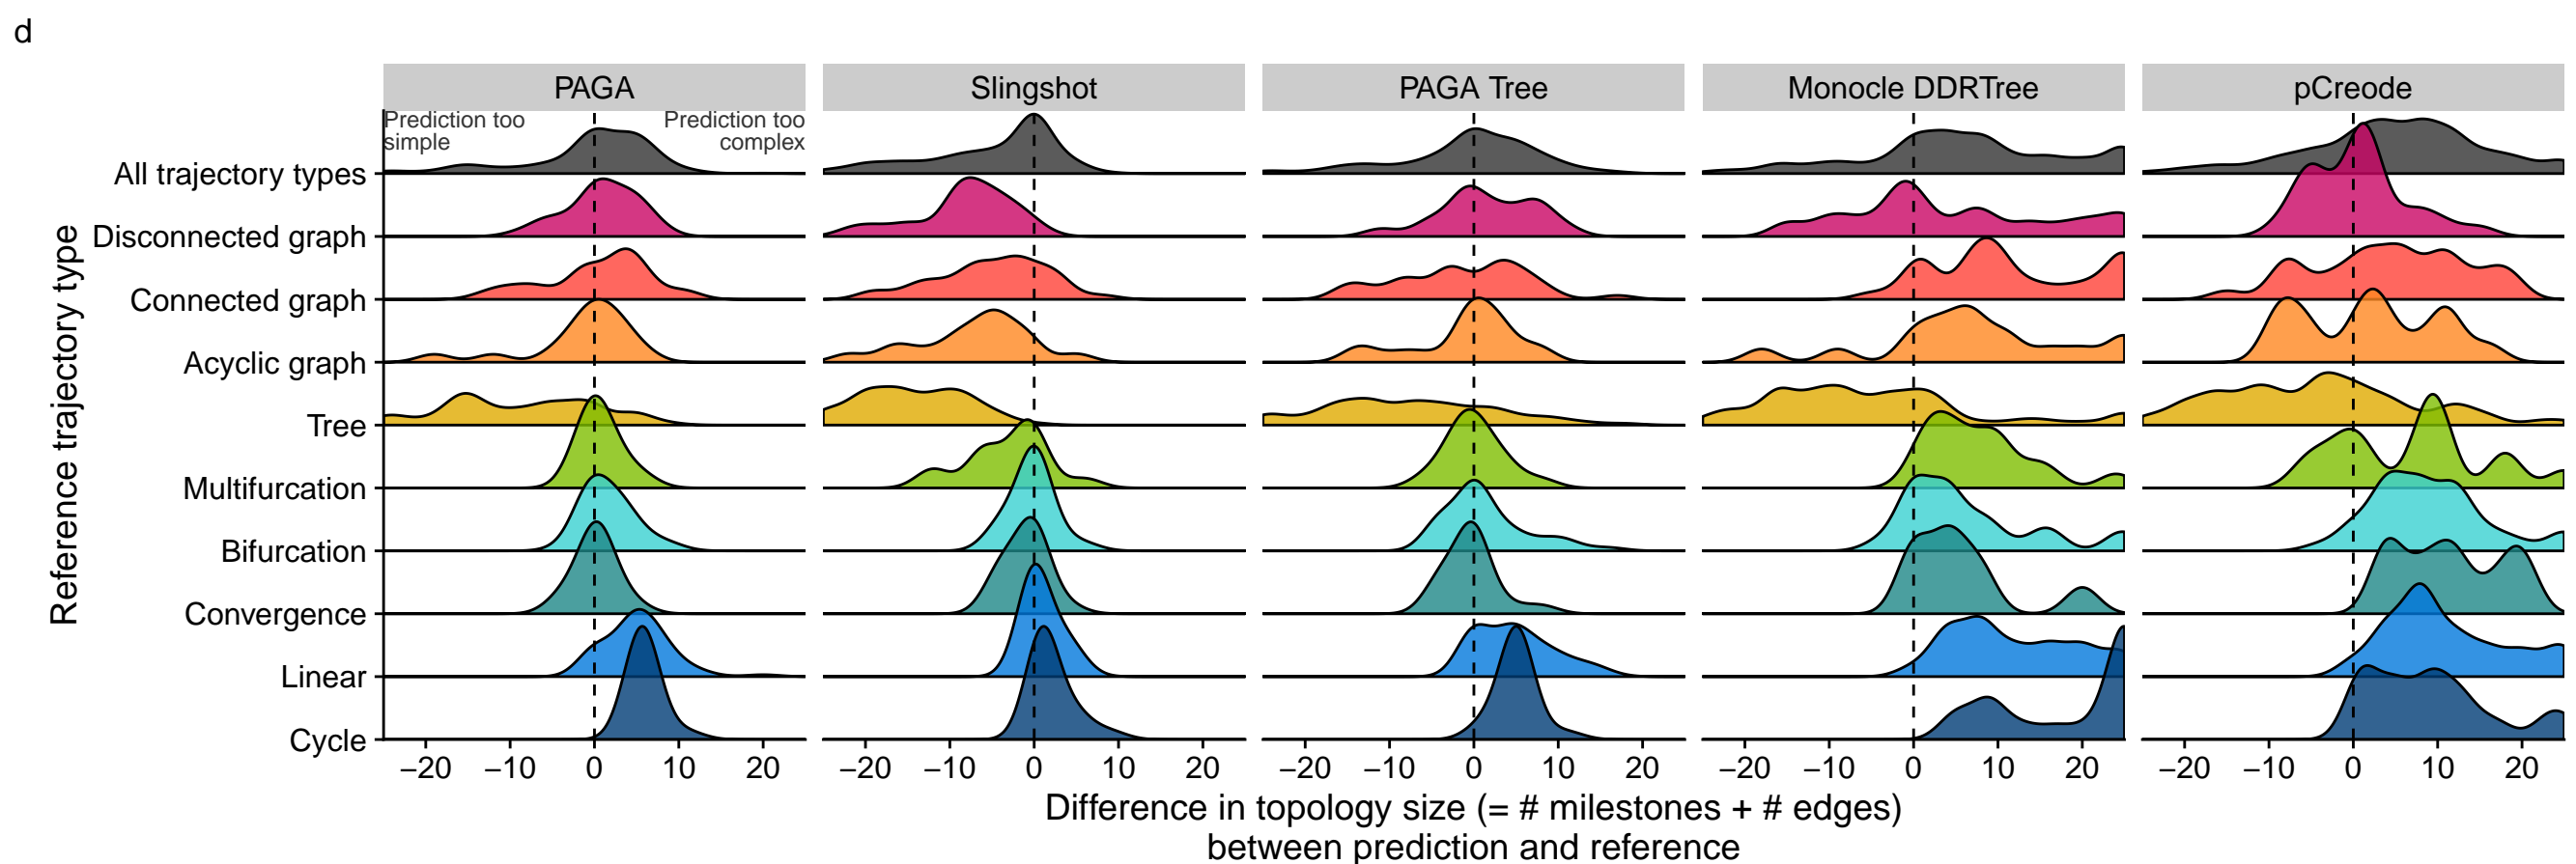 d
PAGA
Slingshot
PAGA Tree
Monocle DDRTree
pCreode
Prediction too
simple
Prediction too
complex
Reference trajectory type
All trajectory types
Disconnected graph
Connected graph
Acyclic graph
Tree
Multifurcation
Bifurcation
Convergence
Linear
Cycle
−20 −10 0 10 20
−20 −10 0 10 20
−20 −10 0 10 20
−20 −10 0 10 20
−20 −10 0 10 20
Difference in topology size (= # milestones + # edges)
between prediction and reference